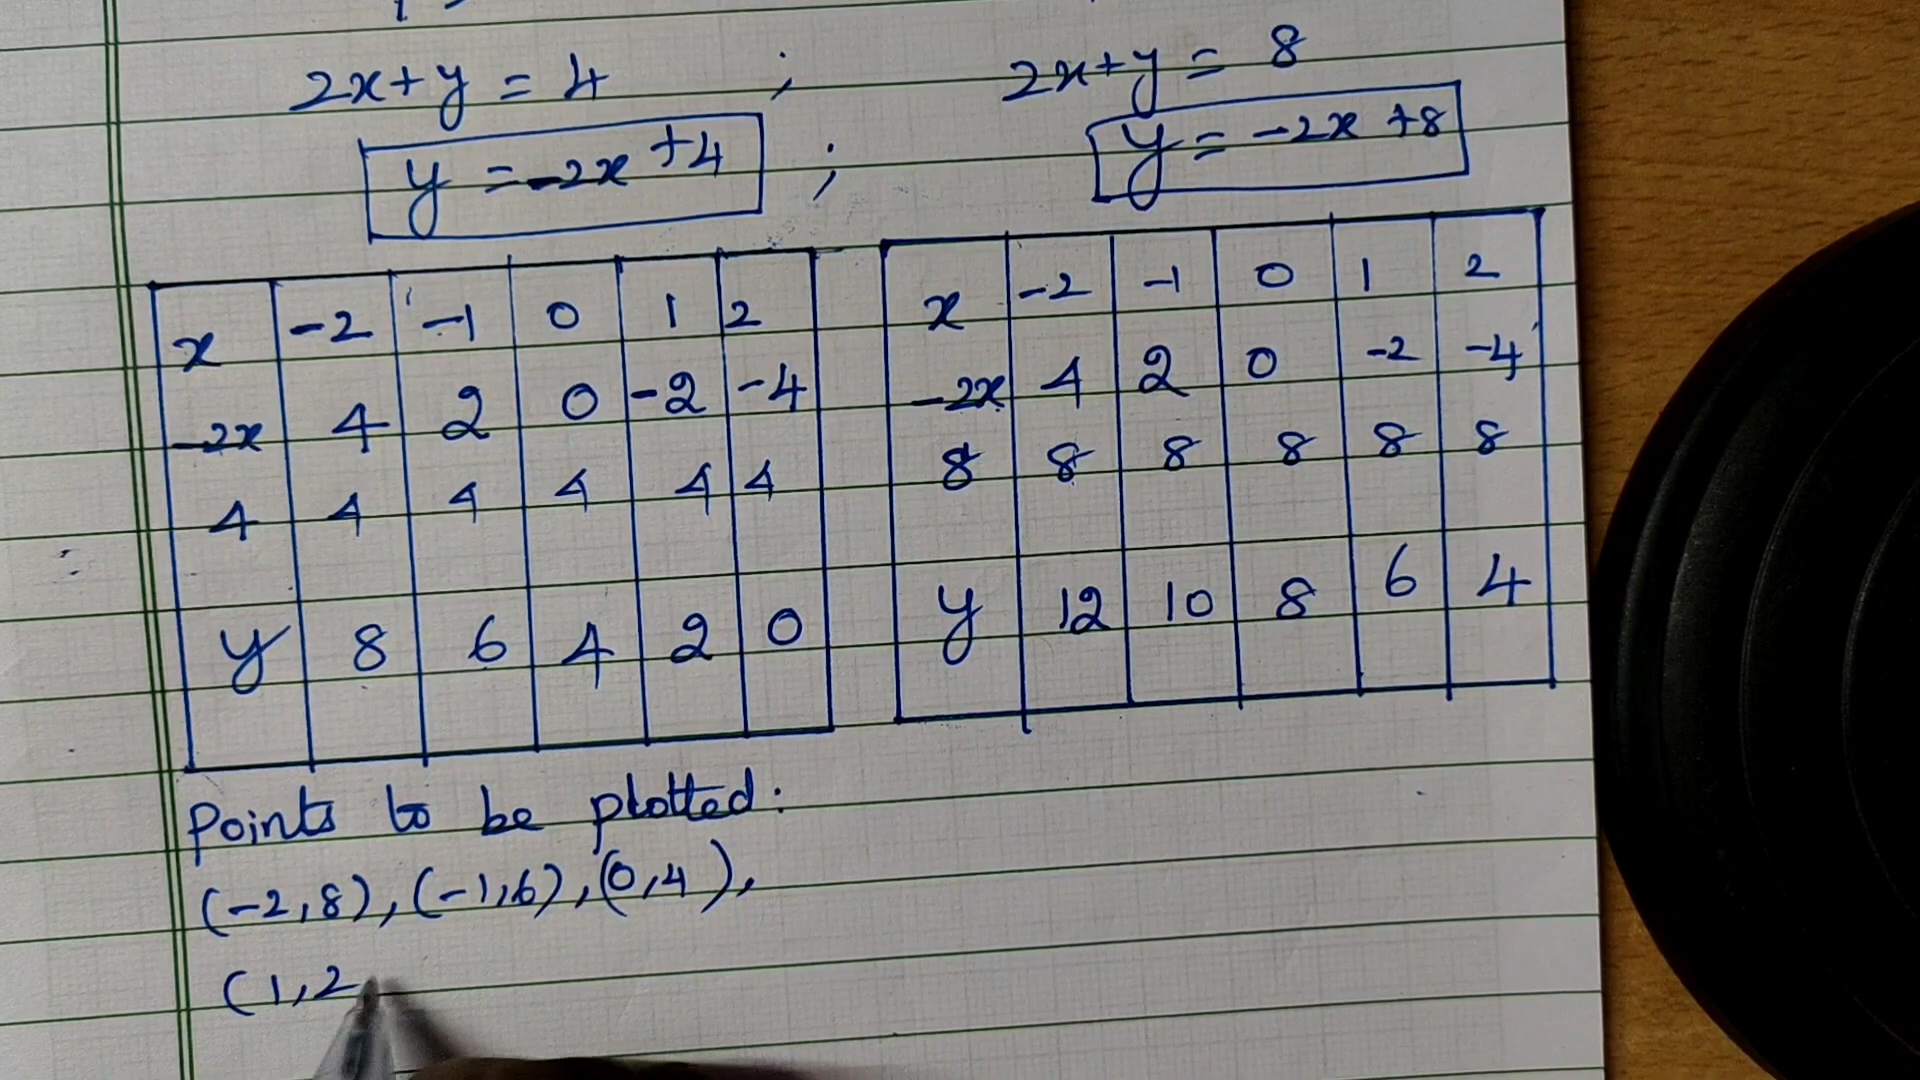 2x+y = 4 ; 2x+y = 8
y = -2x +4 ; y = -2x +8
x -2 -1 0 1 2
-2x 4 2 0 -2 -4
4 4 4 4 4 4
y 8 6 4 2 0
x -2 -1 0 1 2
-2x 4 2 0 -2 -4
8 8 8 8 8 8
y 12 10 8 6 4
Points to be plotted:
(-2,8), (-1,6), (0,4),
(1,2